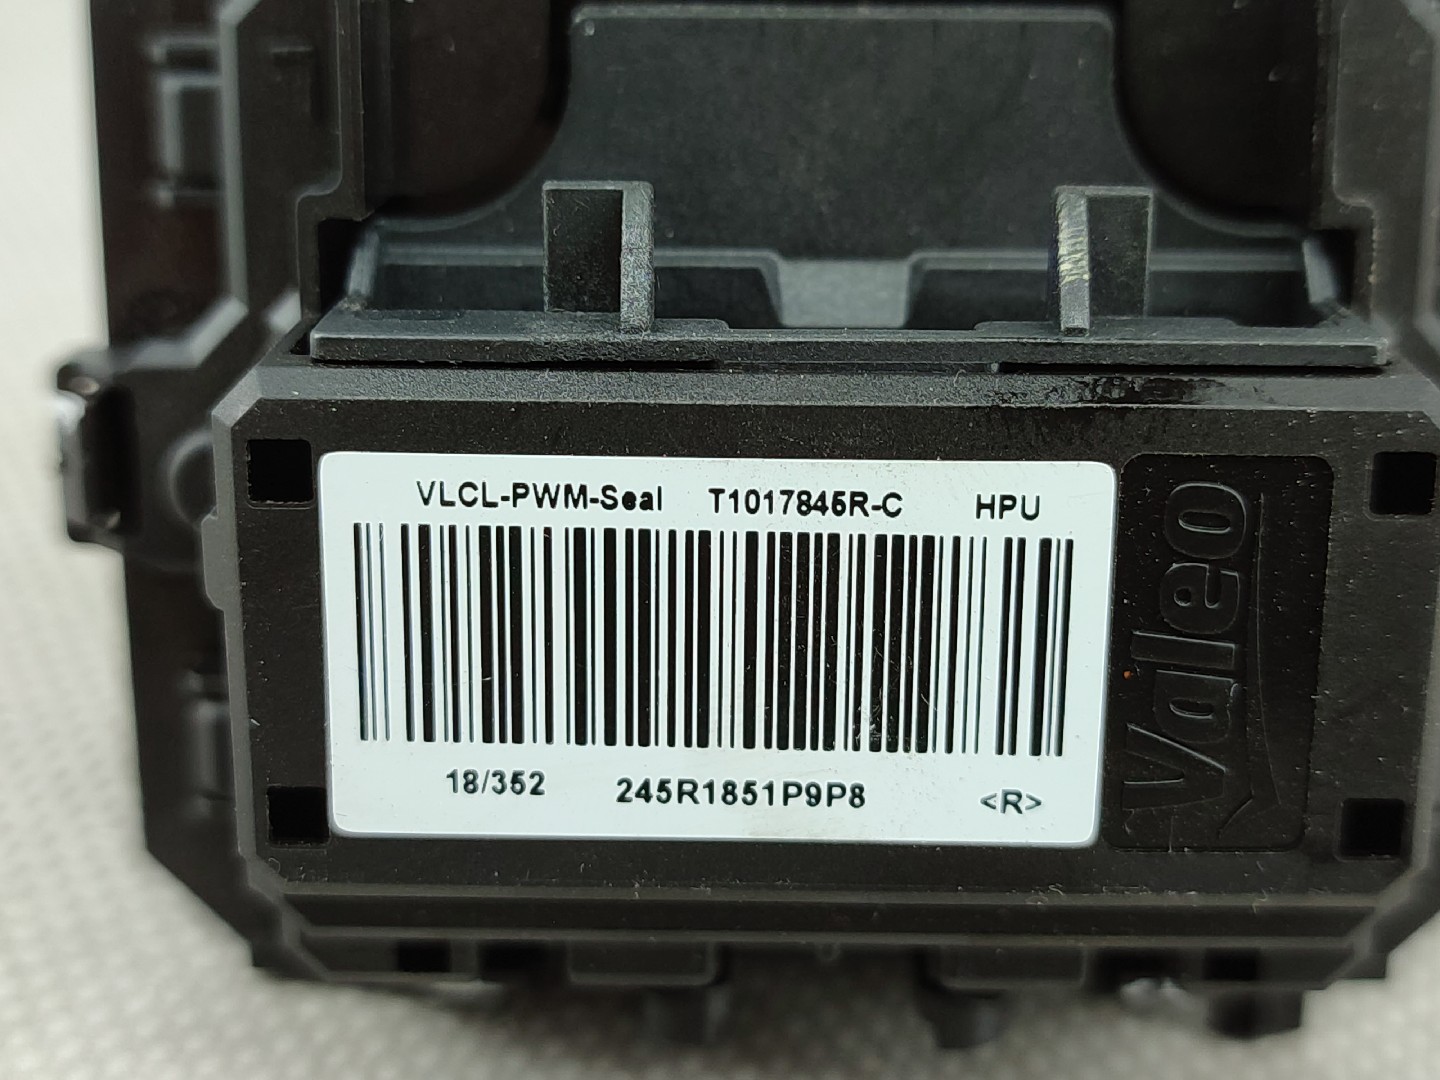 VLCL-PWM-Seal T1017845R-C HPU
18/352 245R1851P9P8 <R>
Valeo